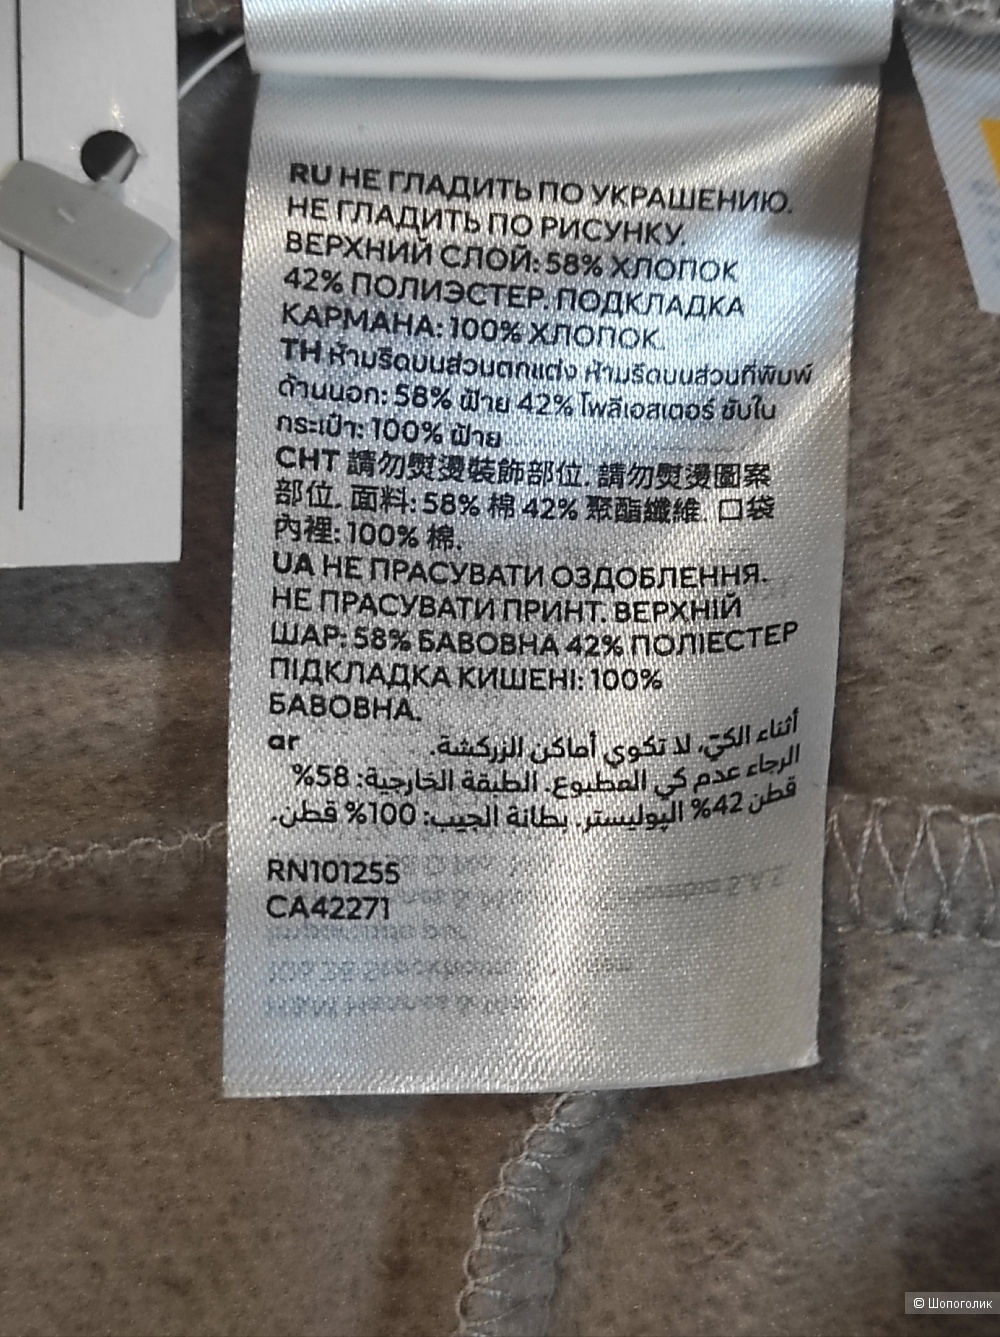 RU НЕ ГЛАДИТЬ ПО УКРАШЕНИЮ.
НЕ ГЛАДИТЬ ПО РИСУНКУ.
ВЕРХНИЙ СЛОЙ: 58% ХЛОПОК
42% ПОЛИЭСТЕР. ПОДКЛАДКА
КАРМАНА: 100% ХЛОПОК.
TH ห้ามรีดบนส่วนตกแต่ง ห้ามรีดบนส่วนที่พิมพ์
ด้านนอก: 58% ฝ้าย 42% โพลีเอสเตอร์ ซับใน
กระเป๋า: 100% ฝ้าย
CHT 請勿熨燙裝飾部位. 請勿熨燙圖案
部位. 面料: 58% 棉 42% 聚酯纖維. 口袋
內裡: 100% 棉.
UA НЕ ПРАСУВАТИ ОЗДОБЛЕННЯ.
НЕ ПРАСУВАТИ ПРИНТ. ВЕРХНІЙ
ШАР: 58% БАВОВНА 42% ПОЛІЕСТЕР
ПІДКЛАДКА КИШЕНІ: 100%
БАВОВНА.
ar أثناء الكيّ، لا تكوي أماكن الزركشة.
الرجاء عدم كي المطبوع. الطبقة الخارجية: 58%
قطن 42% البوليستر. بطانة الجيب: 100% قطن.
RN101255
CA42271
© Шопоголик